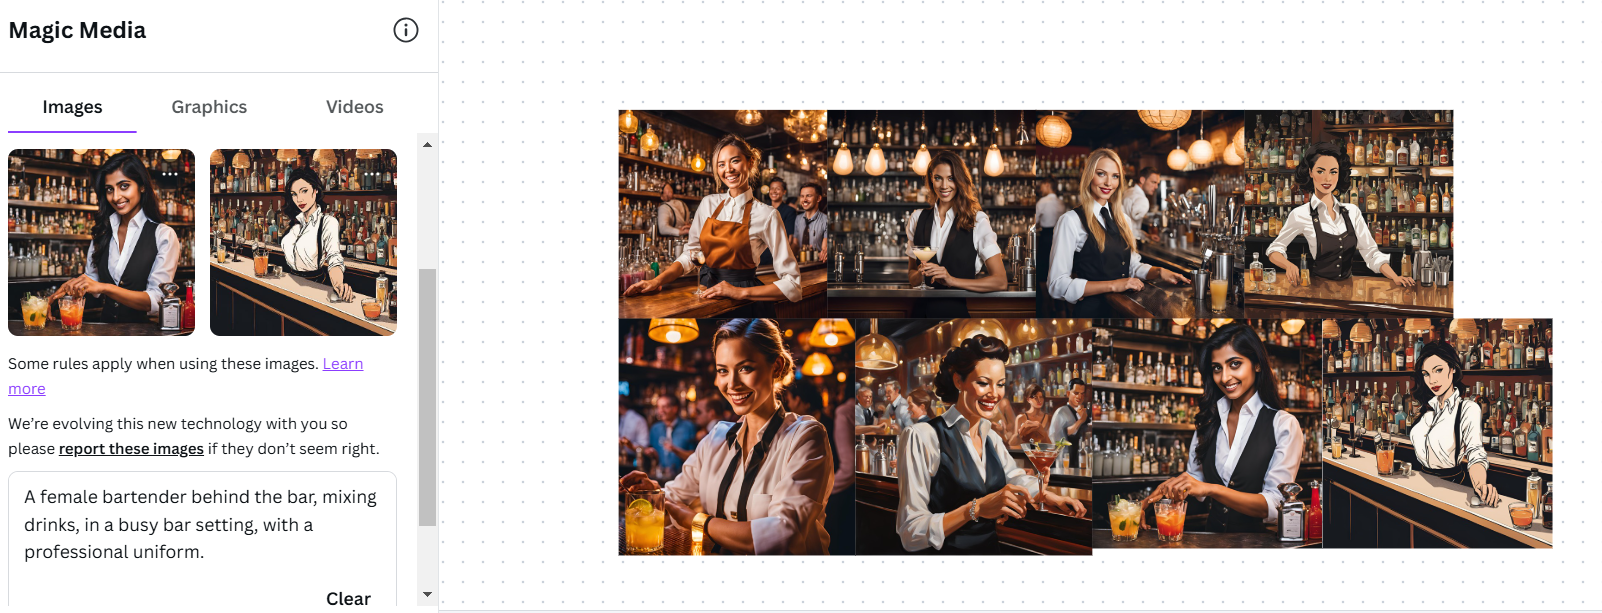 Magic Media
Images
Graphics
Videos
Some rules apply when using these images. Learn
more
We’re evolving this new technology with you so
please report these images if they don’t seem right.
A female bartender behind the bar, mixing
drinks, in a busy bar setting, with a
professional uniform.
Clear